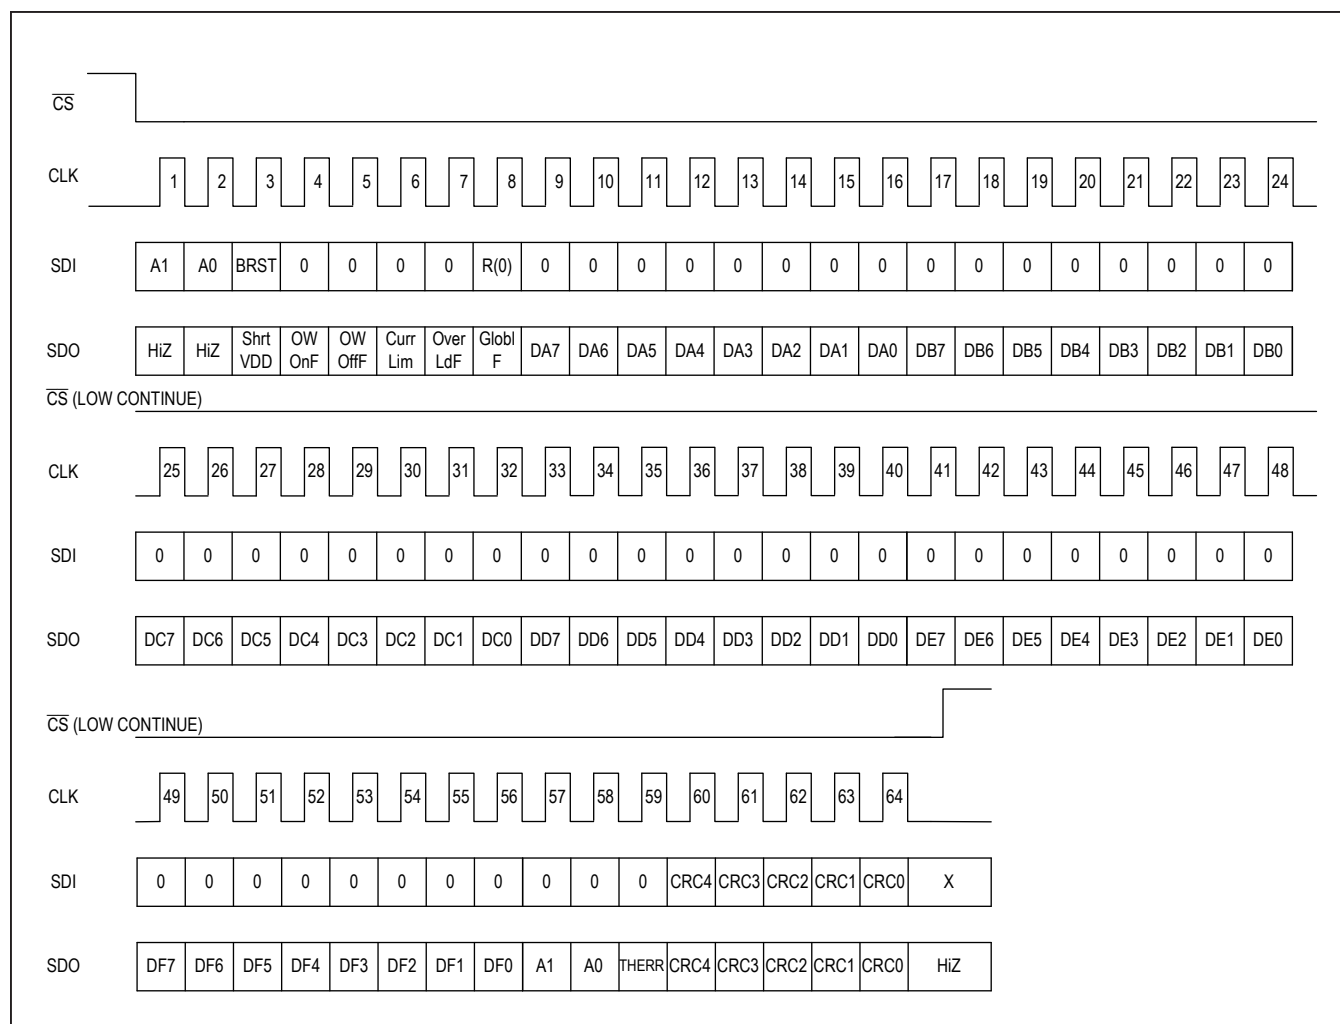 CS
CLK 1 2 3 4 5 6 7 8 9 10 11 12 13 14 15 16 17 18 19 20 21 22 23 24
SDI A1 A0 BRST 0 0 0 0 R(0) 0 0 0 0 0 0 0 0 0 0 0 0 0 0 0 0
SDO HiZ HiZ Shrt VDD OW OnF OW OffF Curr Lim Over LdF Globl F DA7 DA6 DA5 DA4 DA3 DA2 DA1 DA0 DB7 DB6 DB5 DB4 DB3 DB2 DB1 DB0
CS (LOW CONTINUE)
CLK 25 26 27 28 29 30 31 32 33 34 35 36 37 38 39 40 41 42 43 44 45 46 47 48
SDI 0 0 0 0 0 0 0 0 0 0 0 0 0 0 0 0 0 0 0 0 0 0 0 0
SDO DC7 DC6 DC5 DC4 DC3 DC2 DC1 DC0 DD7 DD6 DD5 DD4 DD3 DD2 DD1 DD0 DE7 DE6 DE5 DE4 DE3 DE2 DE1 DE0
CS (LOW CONTINUE)
CLK 49 50 51 52 53 54 55 56 57 58 59 60 61 62 63 64
SDI 0 0 0 0 0 0 0 0 0 0 0 CRC4 CRC3 CRC2 CRC1 CRC0 X
SDO DF7 DF6 DF5 DF4 DF3 DF2 DF1 DF0 A1 A0 THERR CRC4 CRC3 CRC2 CRC1 CRC0 HiZ